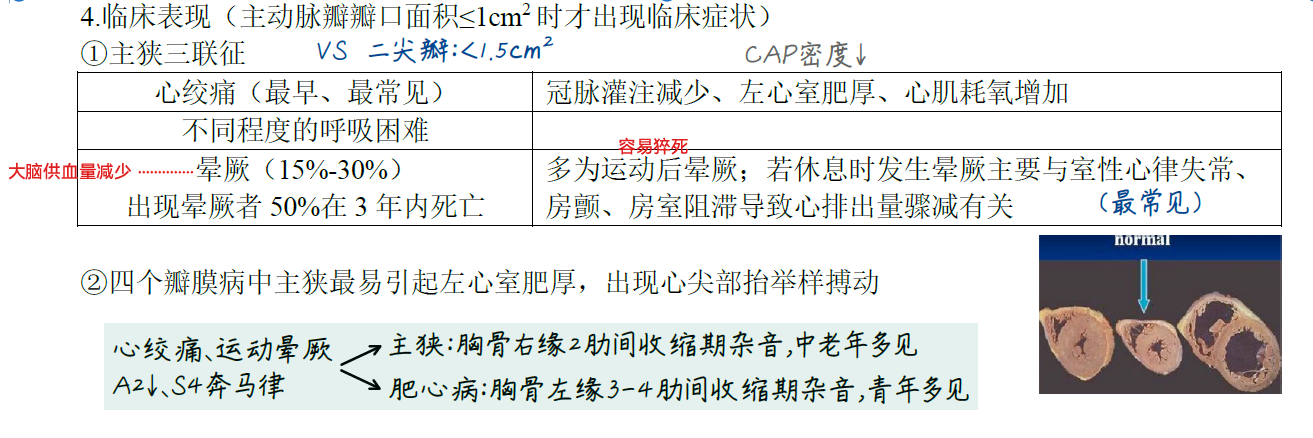 4.临床表现（主动脉瓣瓣口面积≤1cm² 时才出现临床症状）
①主狭三联征 VS 二尖瓣:<1.5cm² CAP密度↓
心绞痛（最早、最常见） 冠脉灌注减少、左心室肥厚、心肌耗氧增加
不同程度的呼吸困难
容易猝死
大脑供血量减少 ·············· 晕厥（15%-30%） 多为运动后晕厥；若休息时发生晕厥主要与室性心律失常、
出现晕厥者 50%在 3 年内死亡 房颤、房室阻滞导致心排出量骤减有关 （最常见）
normal
②四个瓣膜病中主狭最易引起左心室肥厚，出现心尖部抬举样搏动
心绞痛、运动晕厥 主狭:胸骨右缘2肋间收缩期杂音,中老年多见
A2↓、S4奔马律 肥心病:胸骨左缘3-4肋间收缩期杂音,青年多见